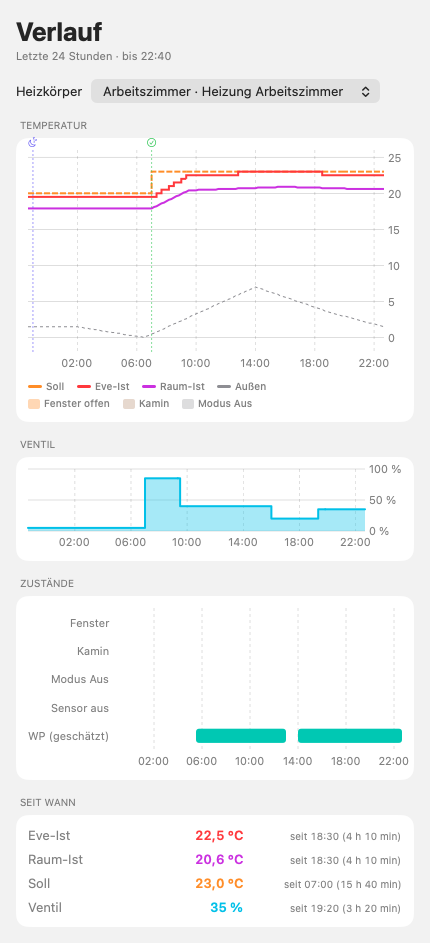 Verlauf
Letzte 24 Stunden · bis 22:40
Heizkörper Arbeitszimmer · Heizung Arbeitszimmer
TEMPERATUR
25
20
15
10
5
0
02:00 06:00 10:00 14:00 18:00 22:00
Soll Eve-Ist Raum-Ist Außen
Fenster offen Kamin Modus Aus
VENTIL
100 %
50 %
0 %
02:00 06:00 10:00 14:00 18:00 22:00
ZUSTÄNDE
Fenster
Kamin
Modus Aus
Sensor aus
WP (geschätzt)
02:00 06:00 10:00 14:00 18:00 22:00
SEIT WANN
Eve-Ist 22,5 °C seit 18:30 (4 h 10 min)
Raum-Ist 20,6 °C seit 18:30 (4 h 10 min)
Soll 23,0 °C seit 07:00 (15 h 40 min)
Ventil 35 % seit 19:20 (3 h 20 min)